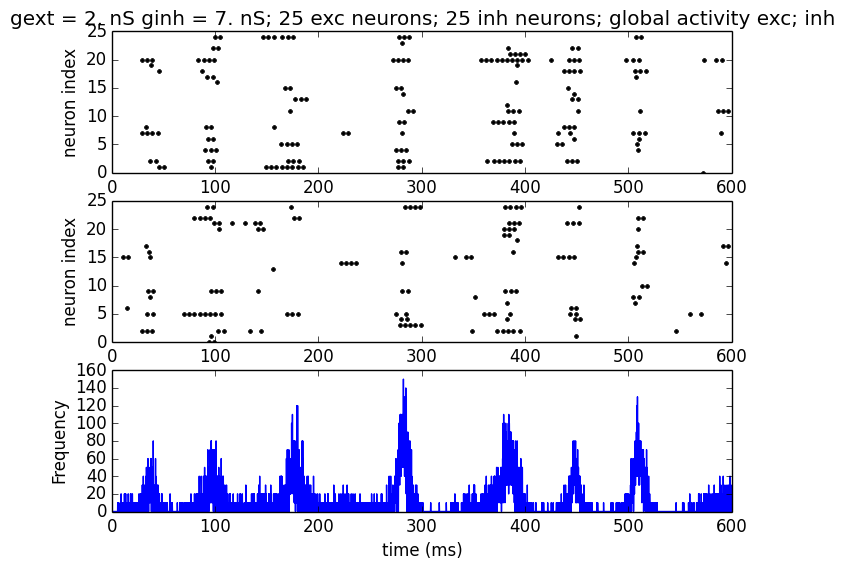 gext = 2. nS ginh = 7. nS; 25 exc neurons; 25 inh neurons; global activity exc; inh
25
20
15
10
5
0
neuron index
0 100 200 300 400 500 600
25
20
15
10
5
0
neuron index
0 100 200 300 400 500 600
160
140
120
100
80
60
40
20
0
Frequency
0 100 200 300 400 500 600
time (ms)